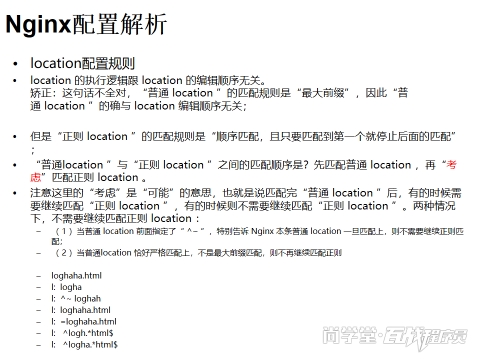 Nginx配置解析
• location配置规则
• location 的执行逻辑跟 location 的编辑顺序无关。
矫正：这句话不全对，“普通 location ”的匹配规则是“最大前缀”，因此“普
通 location ”的确与 location 编辑顺序无关；
• 但是“正则 location ”的匹配规则是“顺序匹配，且只要匹配到第一个就停止后面的匹配”
；
• “普通location ”与“正则 location ”之间的匹配顺序是？先匹配普通 location ，再“考
虑”匹配正则 location 。
• 注意这里的“考虑”是“可能”的意思，也就是说匹配完“普通 location ”后，有的时候需
要继续匹配“正则 location ”，有的时候则不需要继续匹配“正则 location ”。两种情况
下，不需要继续匹配正则 location ：
– （ 1 ）当普通 location 前面指定了“ ^~ ”，特别告诉 Nginx 本条普通 location 一旦匹配上，则不需要继续正则匹
配；
– （ 2 ）当普通location 恰好严格匹配上，不是最大前缀匹配，则不再继续匹配正则
– loghaha.html
– l: logha
– l: ^~ loghah
– l: loghaha.html
– l: =loghaha.html
– l: ^logh.*html$
– l: ^logha.*html$
尚学堂·百战程序员